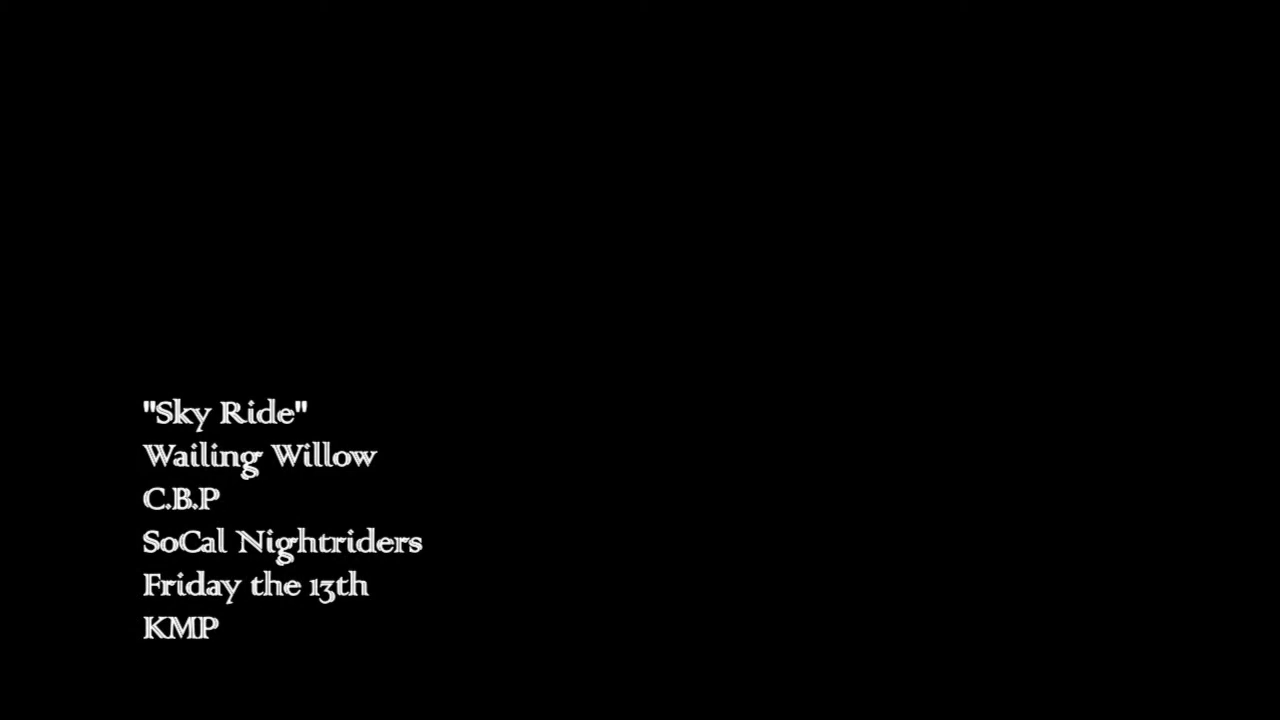 "Sky Ride"
Wailing Willow
C.B.P
SoCal Nightriders
Friday the 13th
KMP